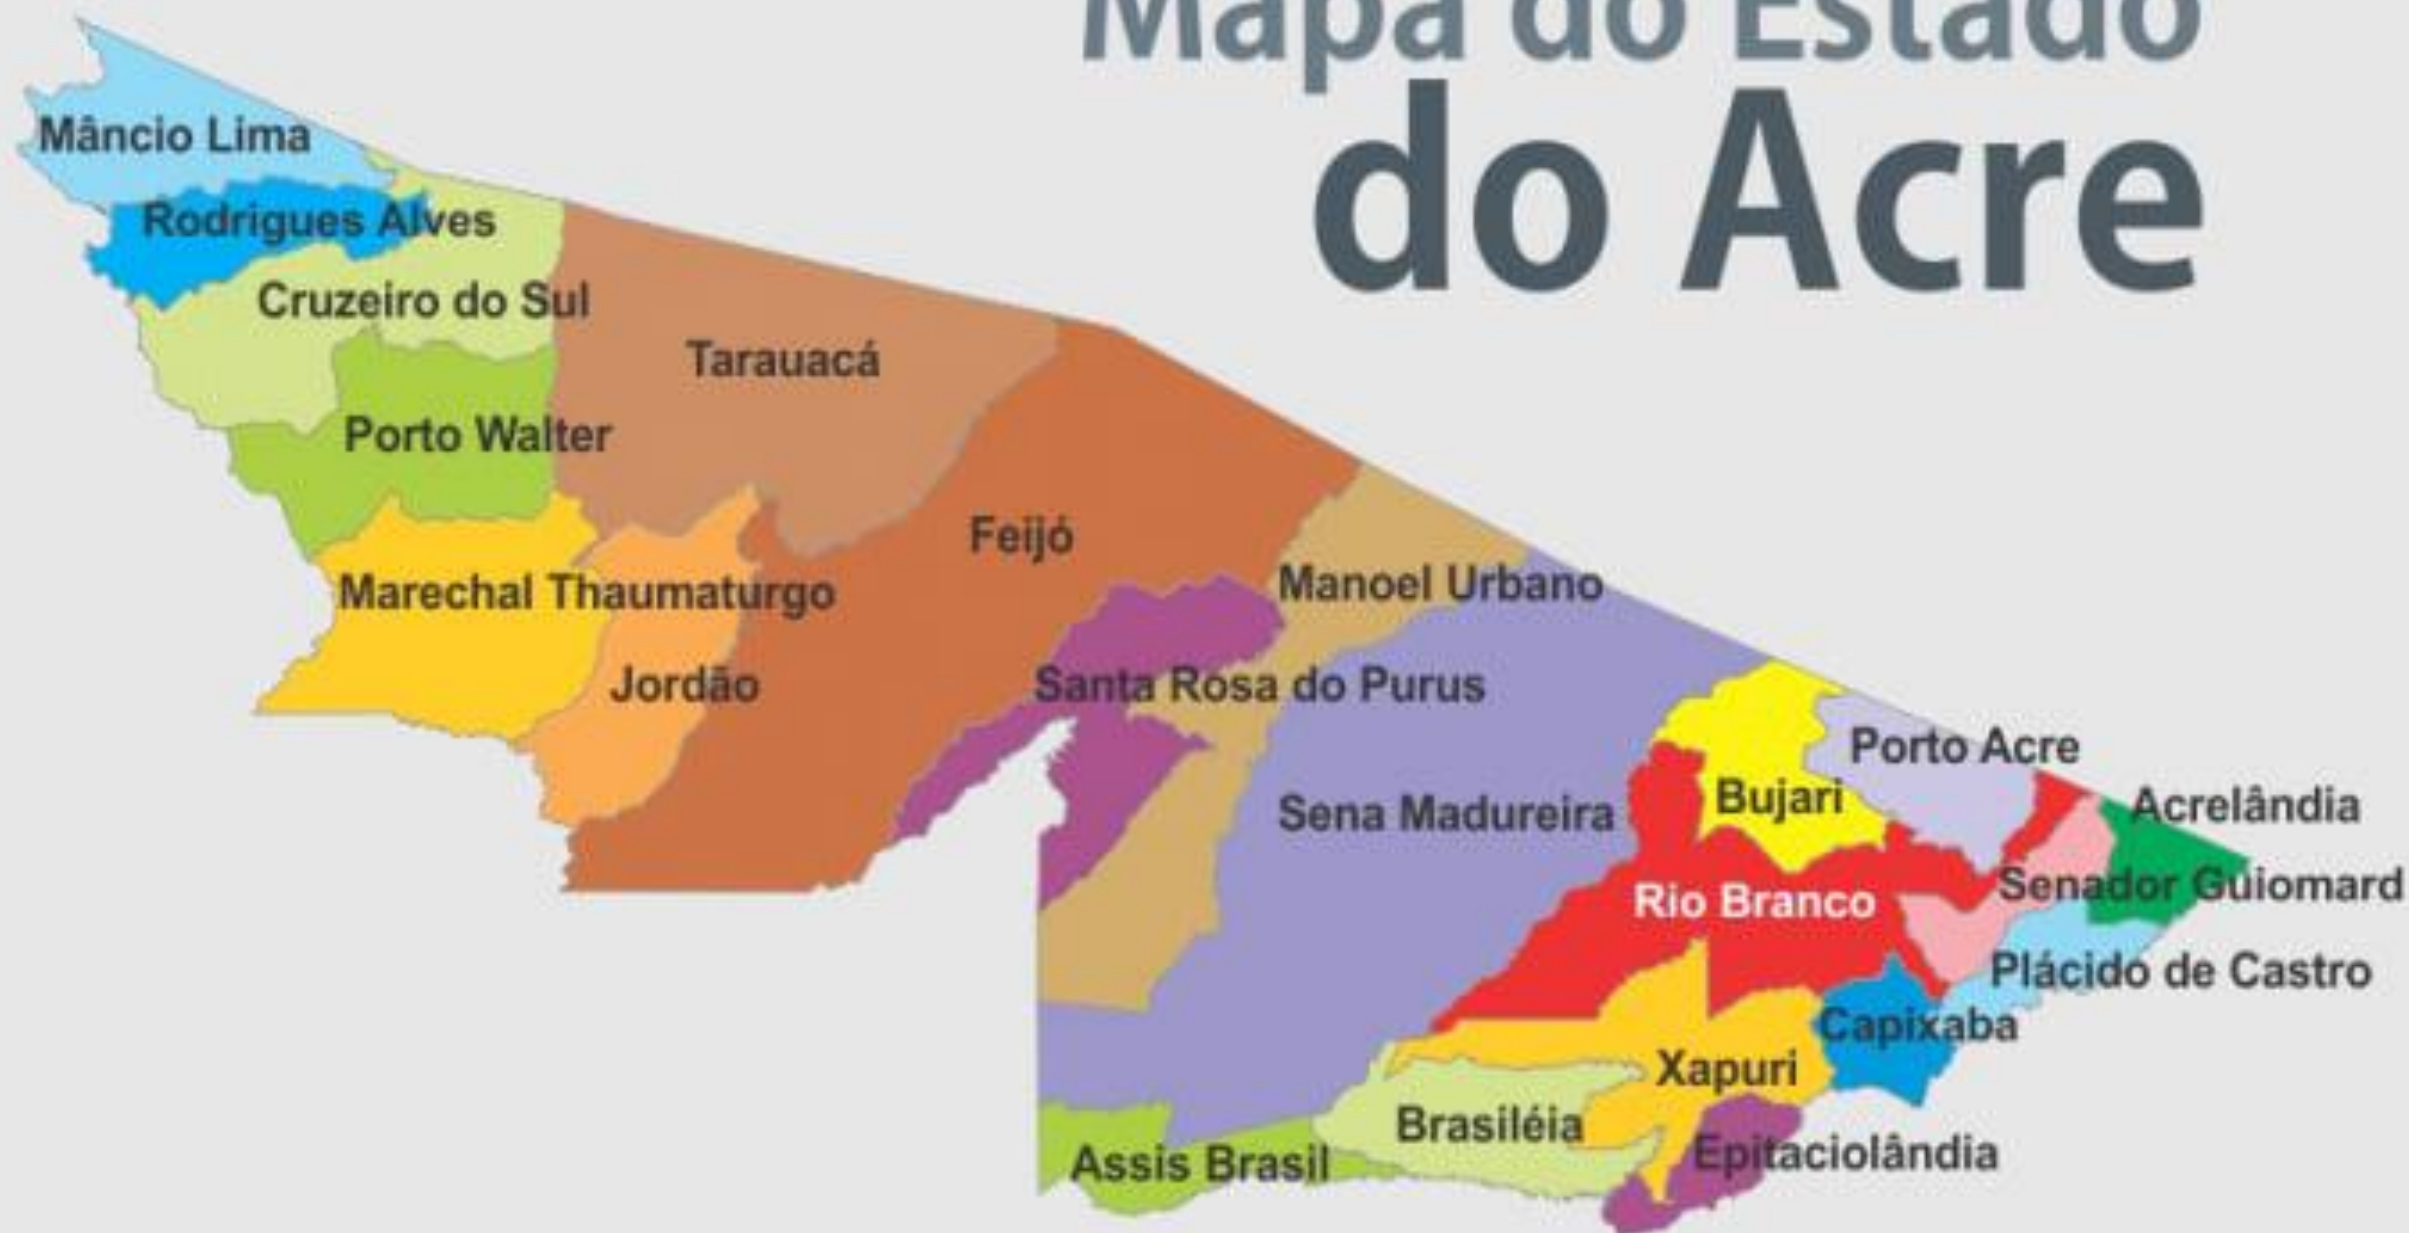 Mapa do Estado
do Acre
Mâncio Lima
Rodrigues Alves
Cruzeiro do Sul
Tarauacá
Porto Walter
Feijó
Manoel Urbano
Marechal Thaumaturgo
Jordão
Santa Rosa do Purus
Porto Acre
Bujari
Acrelândia
Sena Madureira
Senador Guiomard
Rio Branco
Plácido de Castro
Capixaba
Xapuri
Brasiléia
Epitaciolândia
Assis Brasil